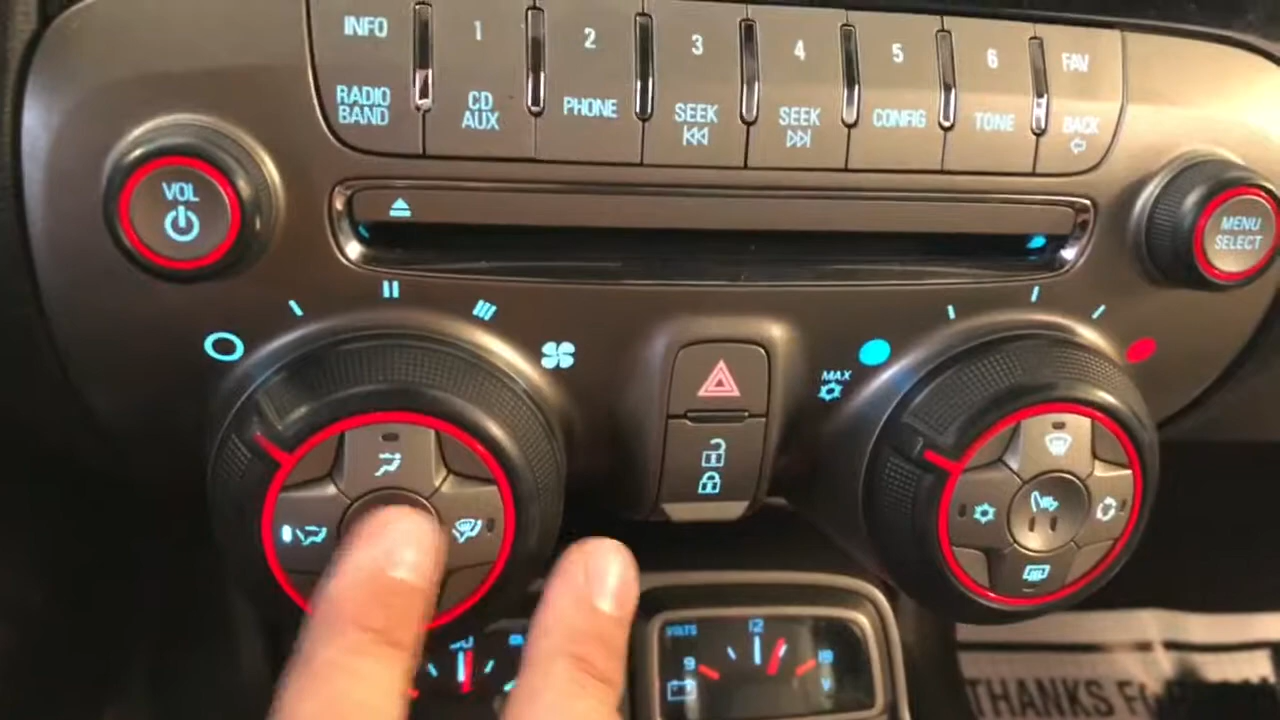 INFO
RADIO
BAND
1
CD
AUX
2
PHONE
3
SEEK
4
SEEK
5
CONFIG
6
TONE
FAV
BACK
VOL
MENU
SELECT
MAX
VOLTS
9
12
V
THANKS